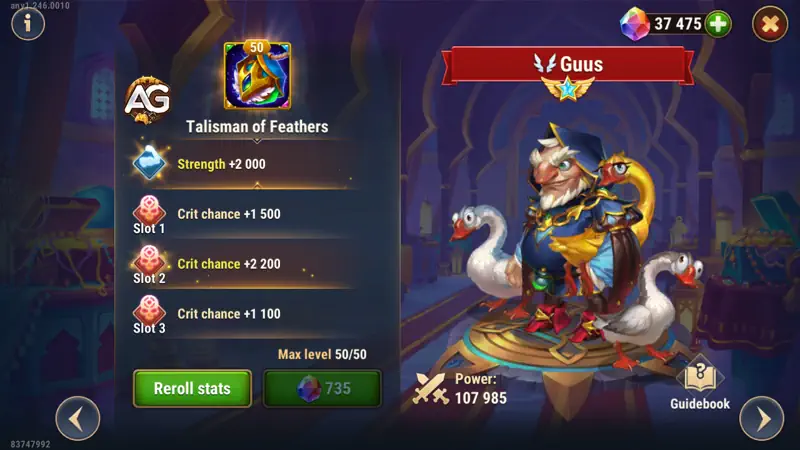 any1.246.0010
i
37 475
50
AG
Guus
Talisman of Feathers
Strength +2 000
Crit chance +1 500
Slot 1
Crit chance +2 200
Slot 2
Crit chance +1 100
Slot 3
Max level 50/50
Reroll stats
735
Power:
107 985
?
Guidebook
83747992